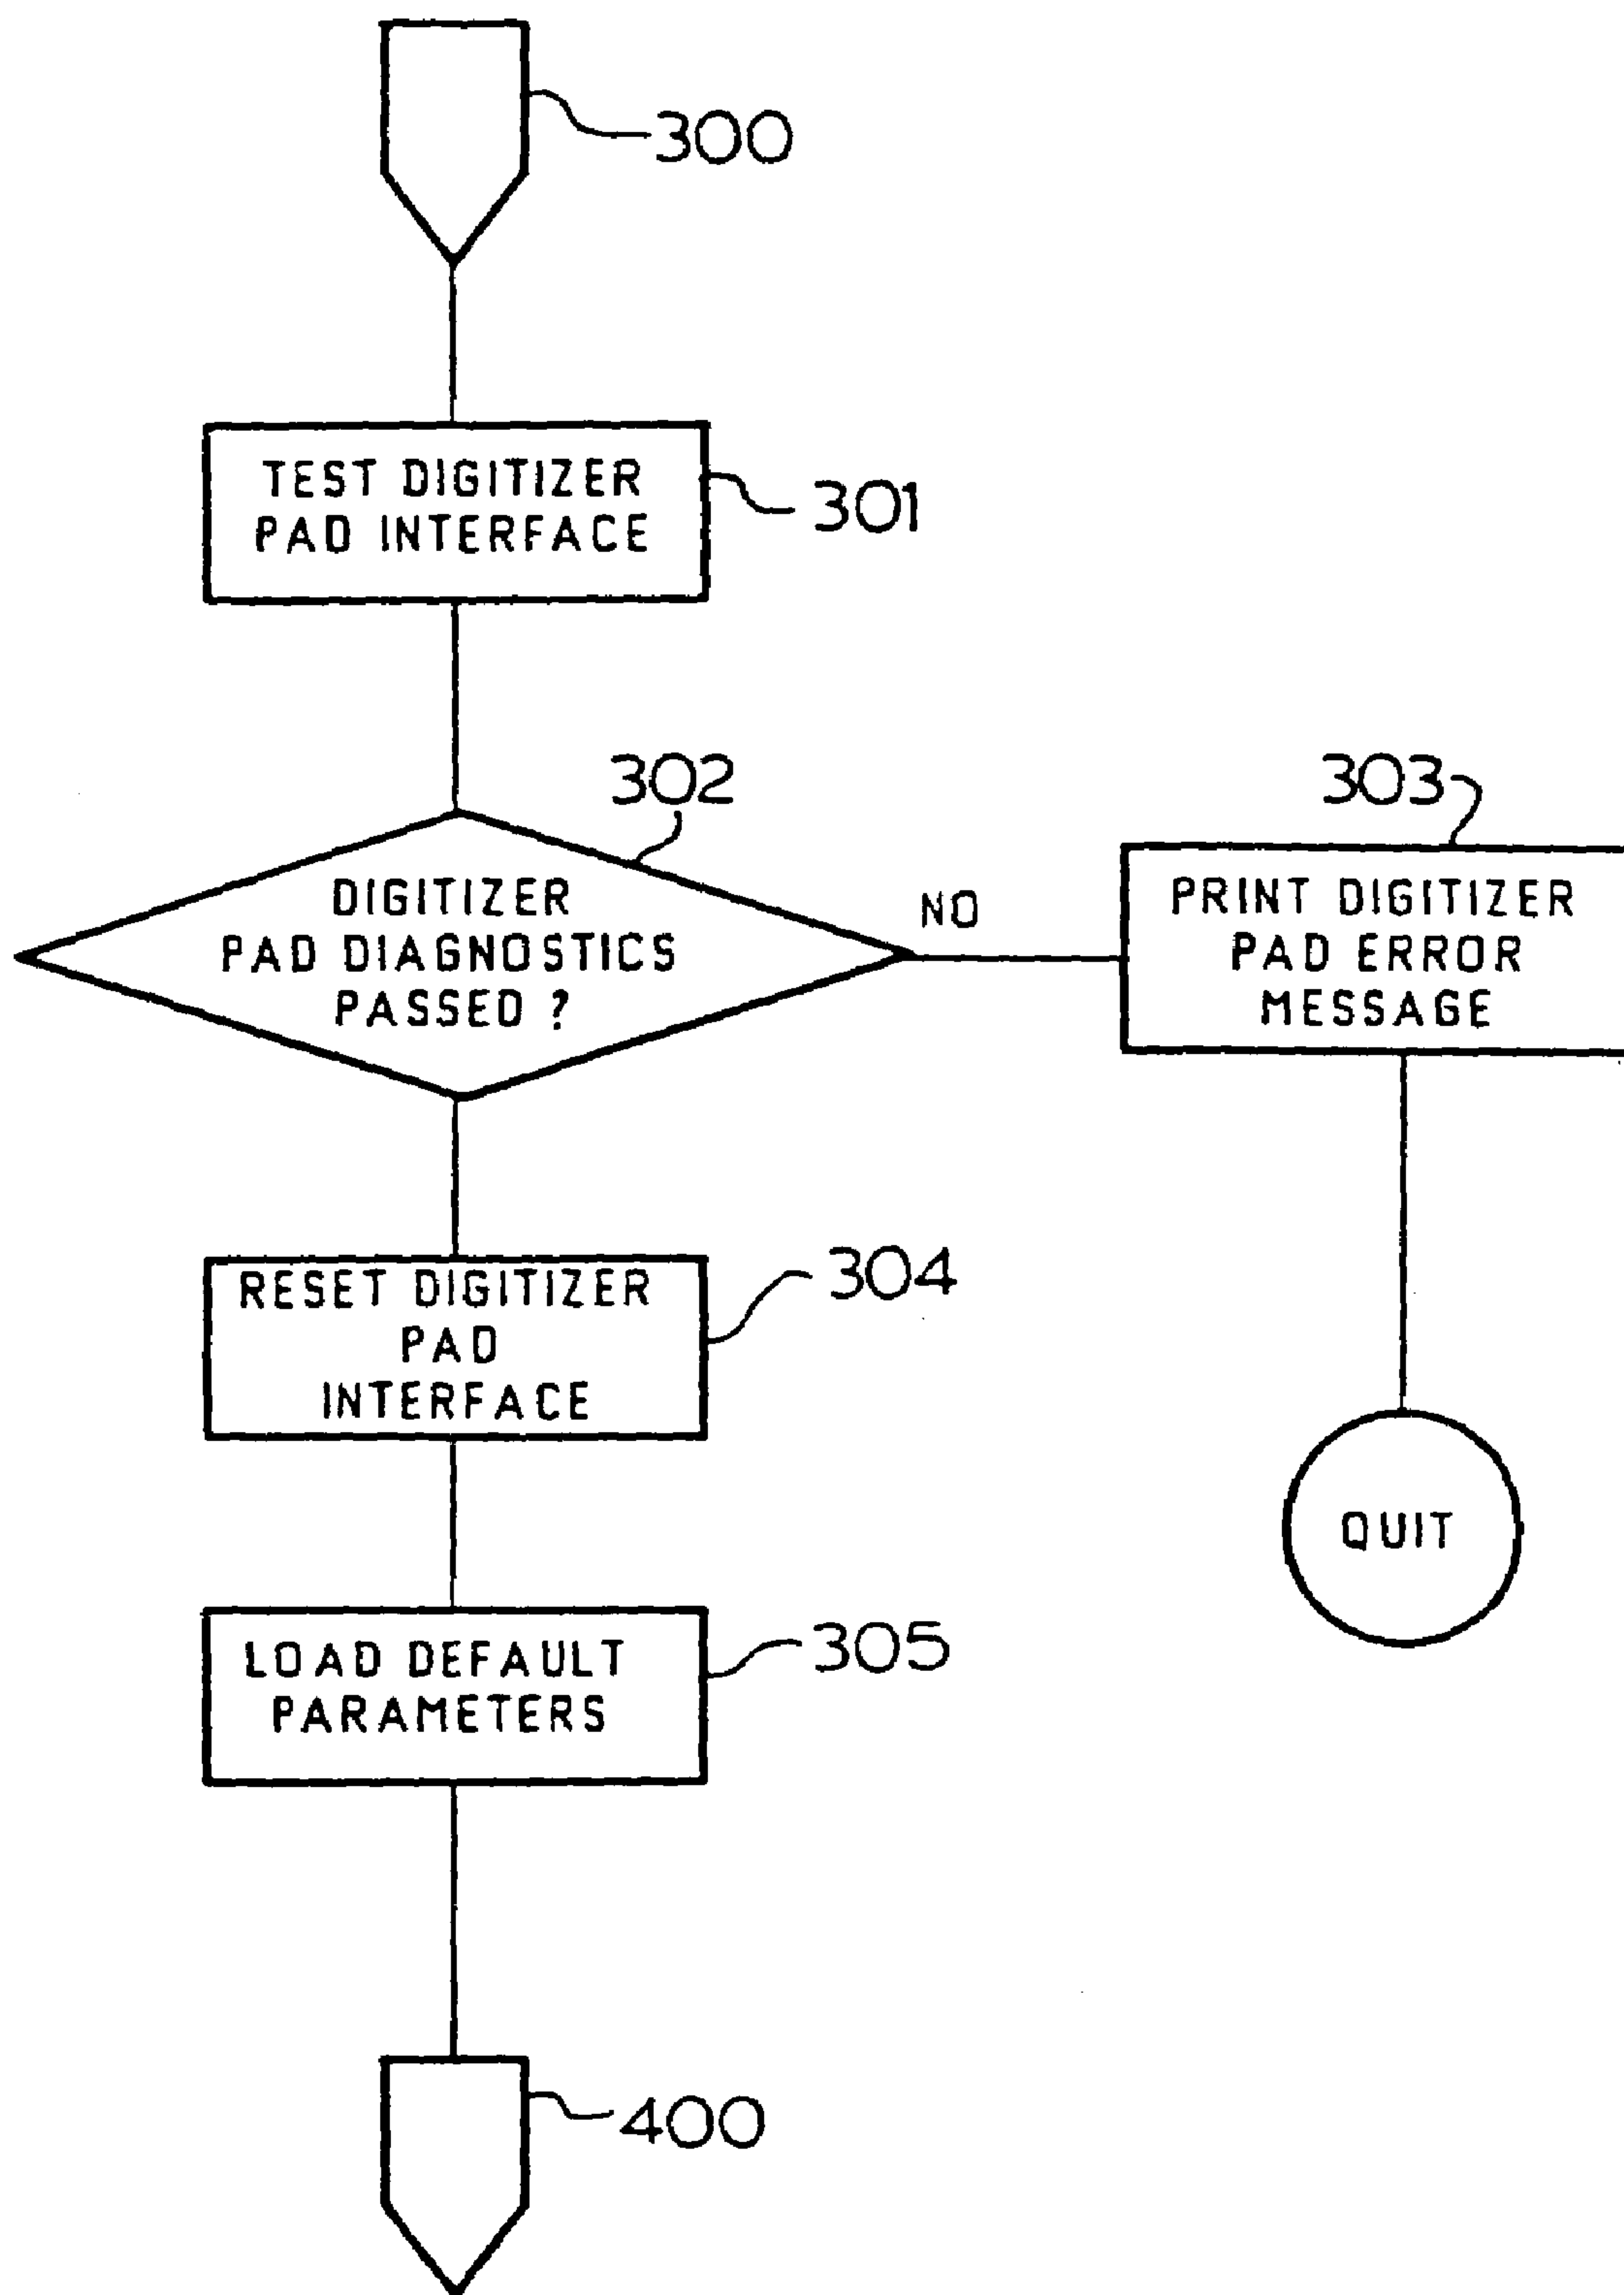 300
TEST DIGITIZER
PAD INTERFACE
301
302
DIGITIZER
PAD DIAGNOSTICS
PASSED ?
NO
303
PRINT DIGITIZER
PAD ERROR
MESSAGE
RESET DIGITIZER
PAD
INTERFACE
304
QUIT
LOAD DEFAULT
PARAMETERS
305
400